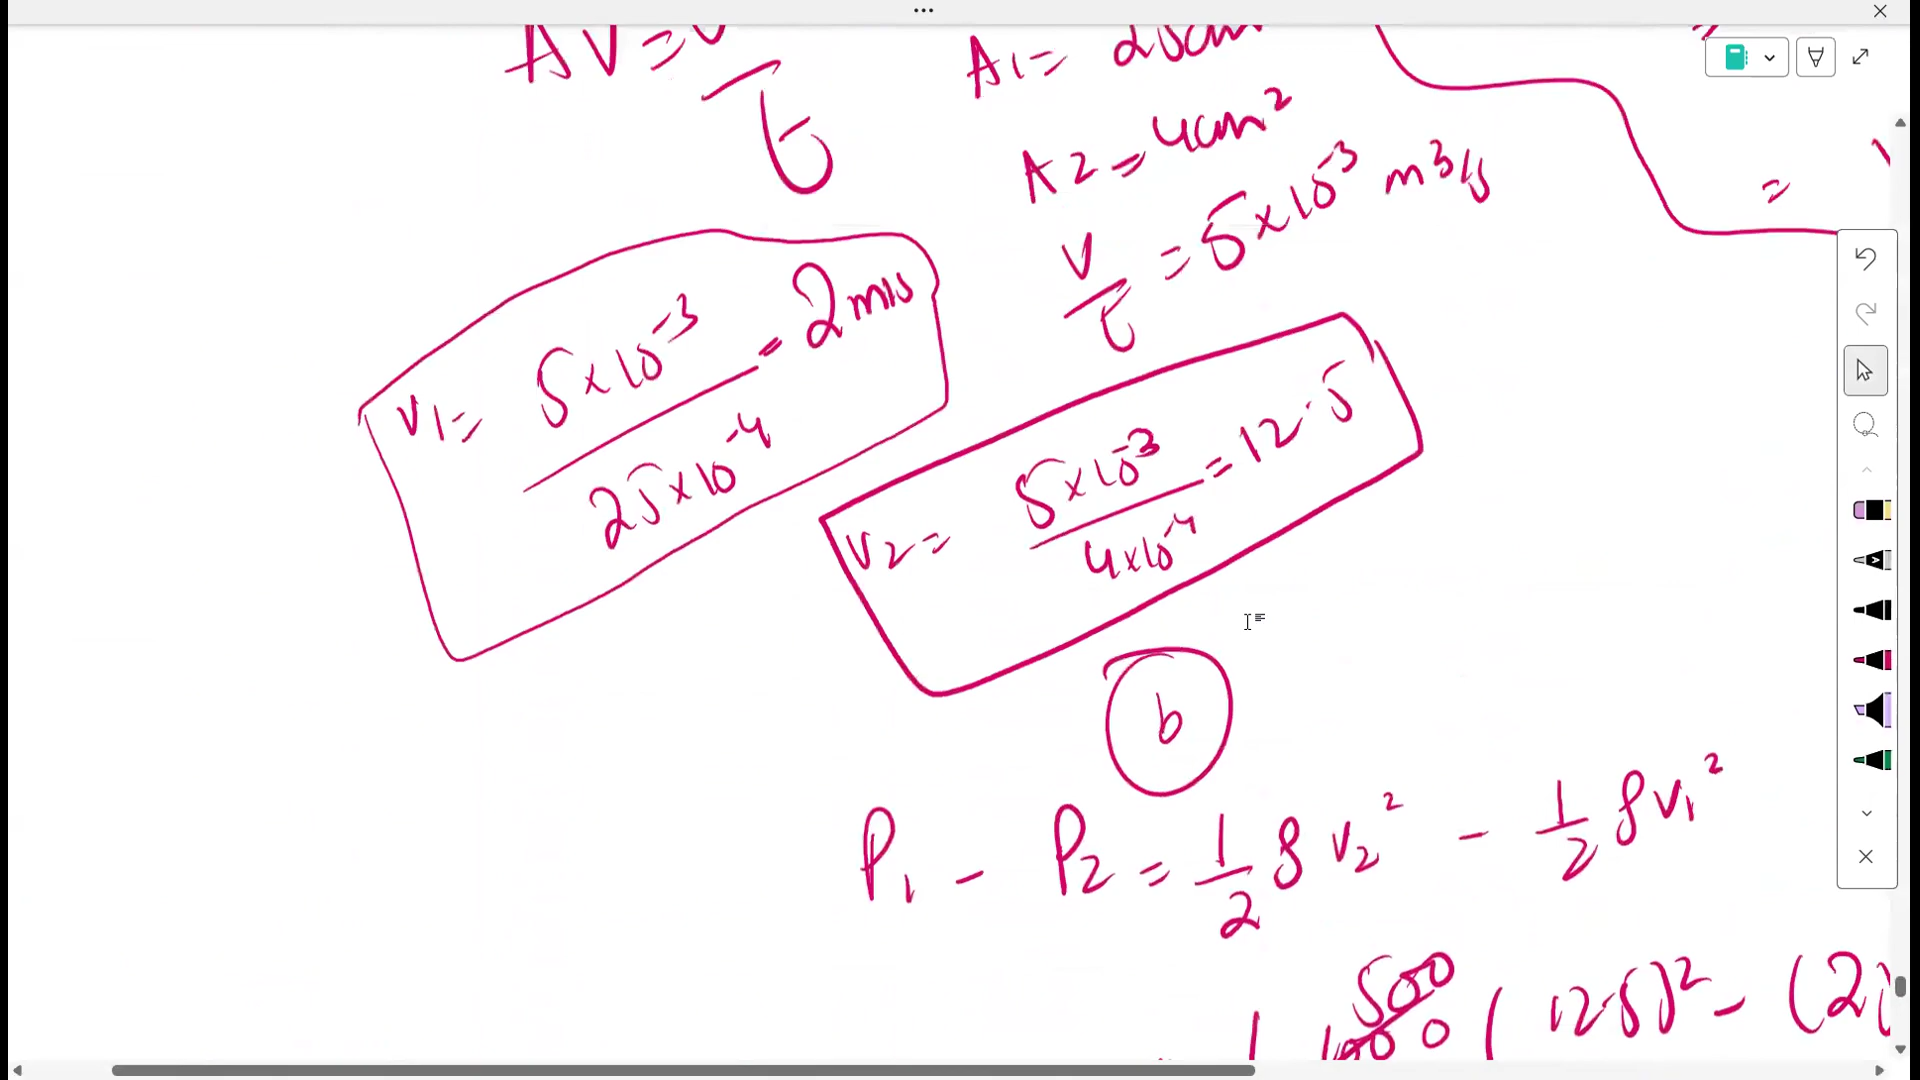 AV = V/t
A1 = 25cm
A2 = 4cm²
V/t = 5×10⁻³ m³/s
=
V1 = 5×10⁻³ / 25×10⁻⁴ = 2m/s
V2 = 5×10⁻³ / 4×10⁻⁴ = 12.5
b
P₁ - P₂ = 1/2 ρ v₂² - 1/2 ρ v₁²
500
1000 ( 12.5)² - (2)